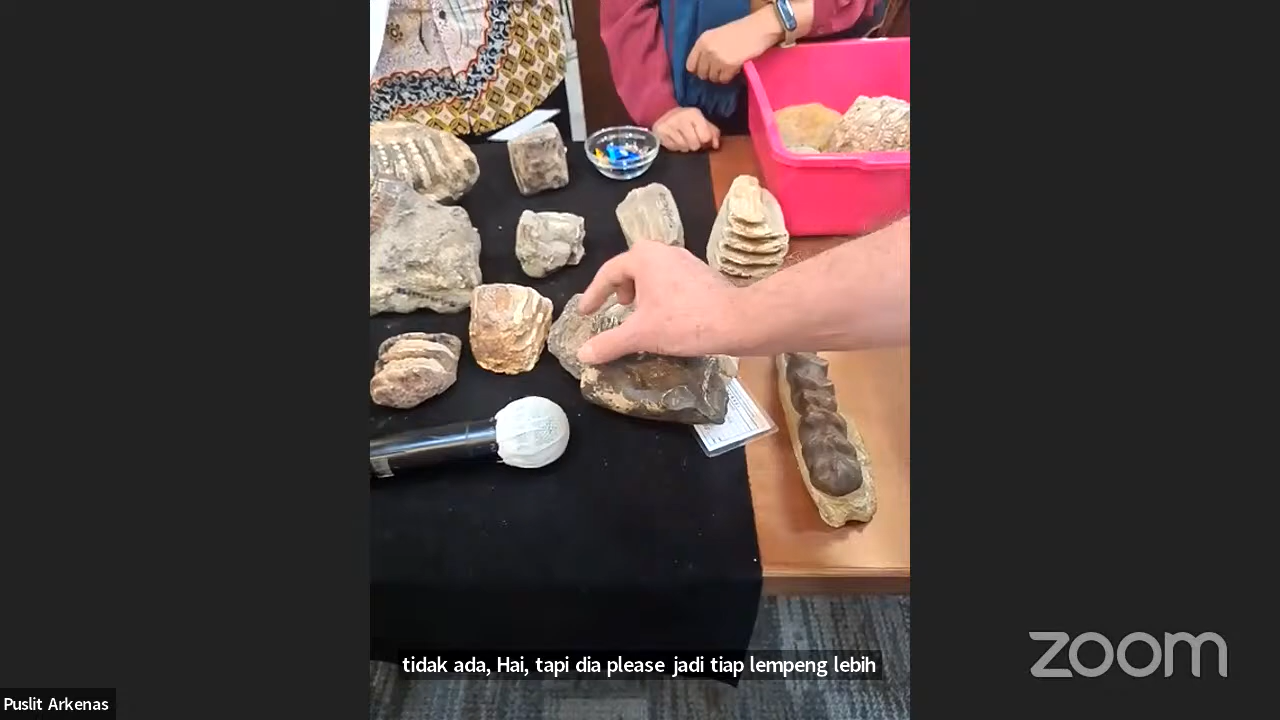 tidak ada, Hai, tapi dia please jadi tiap lempeng lebih
zoom
Puslit Arkenas